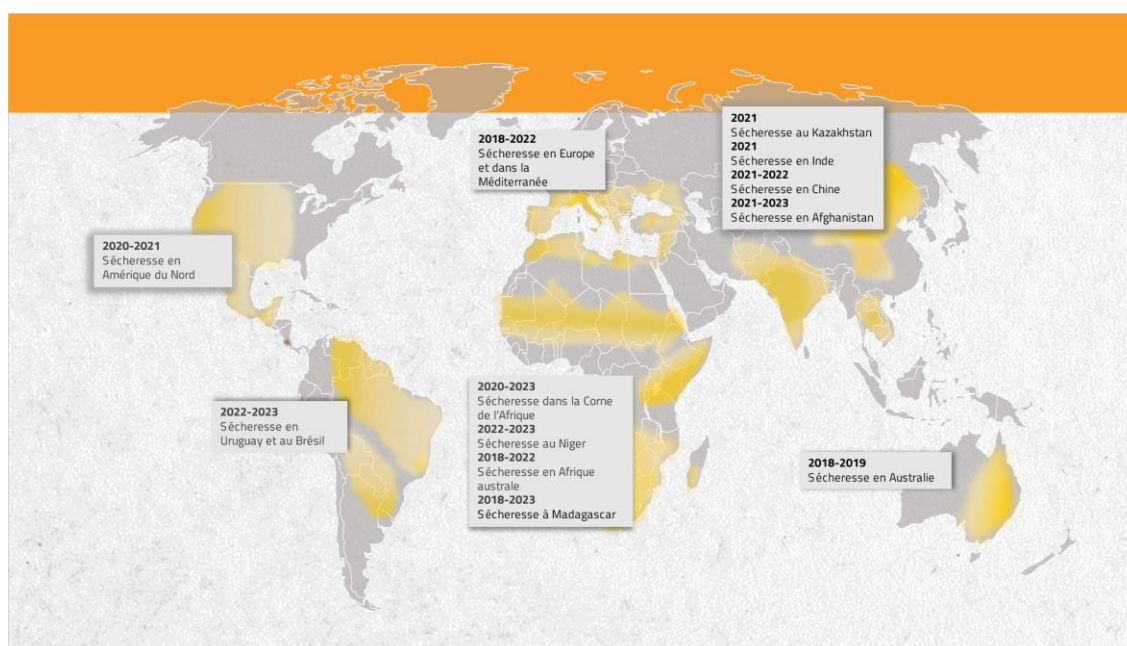 2018-2022
Sécheresse en Europe
et dans la
Méditerranée
2021
Sécheresse au Kazakhstan
2021
Sécheresse en Inde
2021-2022
Sécheresse en Chine
2021-2023
Sécheresse en Afghanistan
2020-2021
Sécheresse en
Amérique du Nord
2022-2023
Sécheresse en
Uruguay et au Brésil
2020-2023
Sécheresse dans la Corne
de l'Afrique
2022-2023
Sécheresse au Niger
2018-2022
Sécheresse en Afrique
australe
2018-2023
Sécheresse à Madagascar
2018-2019
Sécheresse en Australie